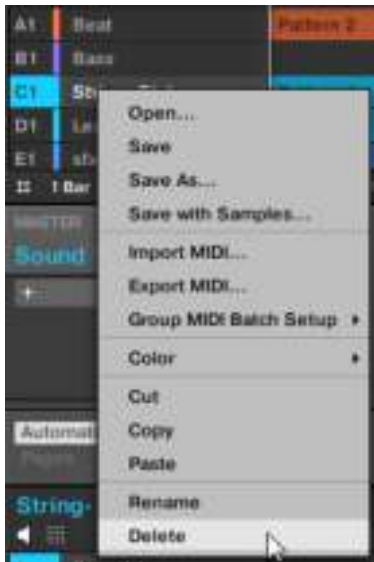 A1 Beat Pattern 2
B1 Bass
C1
D1
E1
1 Bar
MASTER
Sound
+
Open...
Save
Save As...
Save with Samples...
Import MIDI...
Export MIDI...
Group MIDI Batch Setup
Color
Cut
Copy
Paste
Rename
Delete
String-